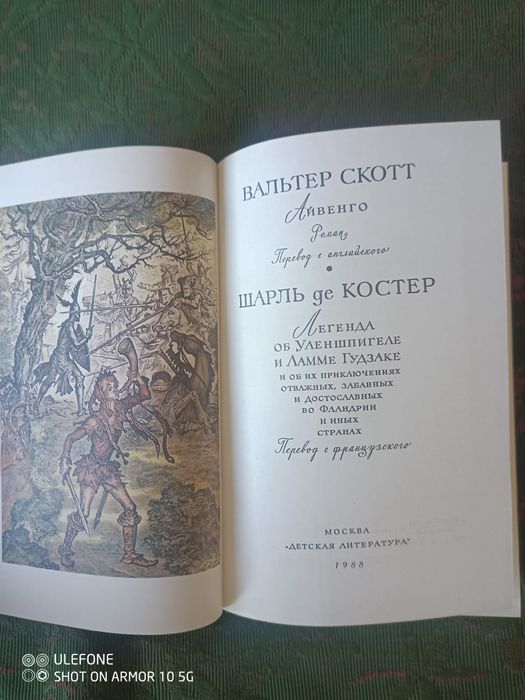 ВАЛЬТЕР СКОТТ
АЙВЕНГО
Роман
Перевод с английского
ШАРЛЬ де КОСТЕР
ЛЕГЕНДА
ОБ УЛЕНШПИГЕЛЕ
И ЛАММЕ ГУДЗАКЕ
И ОБ ИХ ПРИКЛЮЧЕНИЯХ
ОТВАЖНЫХ, ЗАБАВНЫХ
И ДОСТОСЛАВНЫХ
ВО ФЛАНДРИИ
И ИНЫХ
СТРАНАХ
Перевод с французского
МОСКВА
"ДЕТСКАЯ ЛИТЕРАТУРА"
1988
ULEFONE
SHOT ON ARMOR 10 5G